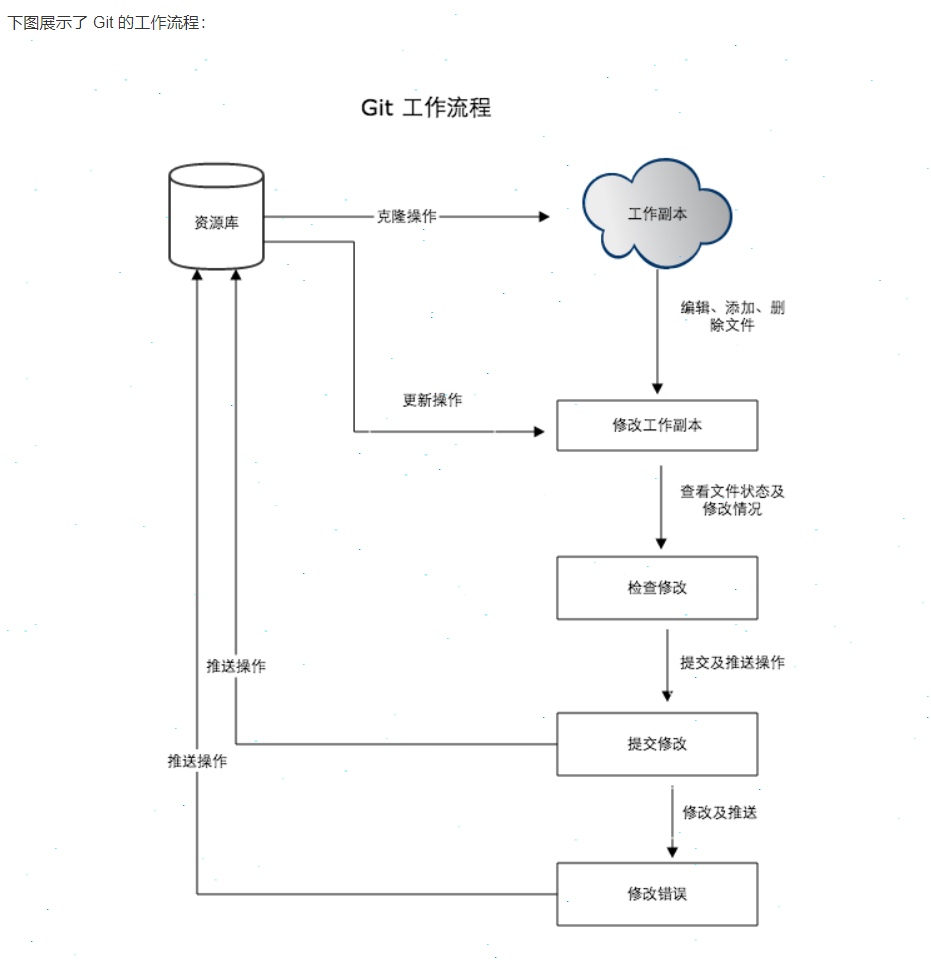 下图展示了 Git 的工作流程：
Git 工作流程
资源库
克隆操作
工作副本
编辑、添加、删
除文件
更新操作
修改工作副本
查看文件状态及
修改情况
检查修改
推送操作
提交及推送操作
提交修改
推送操作
修改及推送
修改错误